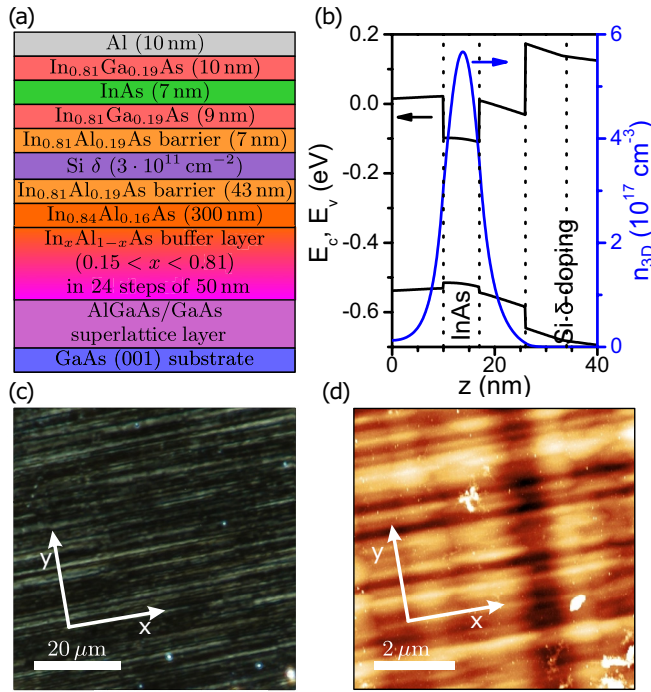 (a)
Al (10 nm)
In0.81Ga0.19As (10 nm)
InAs (7 nm)
In0.81Ga0.19As (9 nm)
In0.81Al0.19As barrier (7 nm)
Si δ (3 · 10¹¹ cm⁻²)
In0.81Al0.19As barrier (43 nm)
In0.84Al0.16As (300 nm)
InxAl1−xAs buffer layer
(0.15 < x < 0.81)
in 24 steps of 50 nm
AlGaAs/GaAs
superlattice layer
GaAs (001) substrate
(b)
0.2
0.0
-0.2
-0.4
-0.6
Ec, Ev (eV)
InAs
Si δ-doping
0
10
20
30
40
z (nm)
6
4
2
0
n3D (10¹⁷ cm⁻³)
(c)
y
x
20 μm
(d)
y
x
2 μm